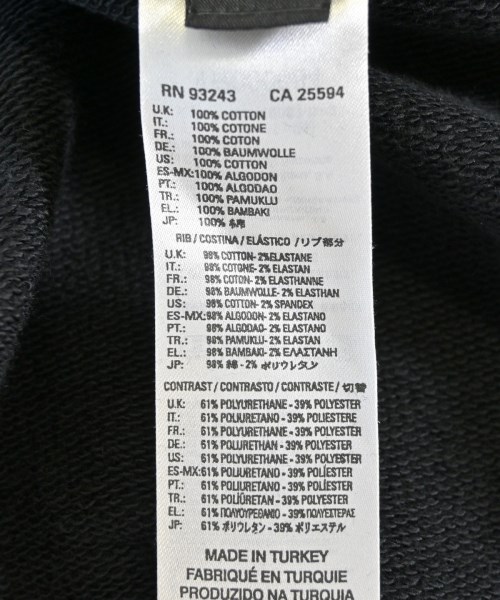 RN 93243 CA 25594
U.K: 100% COTTON
IT.: 100% COTONE
FR.: 100% COTON
DE.: 100% BAUMWOLLE
US: 100% COTTON
ES-MX: 100% ALGODON
PT.: 100% ALGODAO
TR.: 100% PAMUKLU
EL.: 100% BAMBAKI
JP: 100% 綿
RIB / COSTINA / ELÁSTICO / リブ部分
U.K: 98% COTTON- 2% ELASTANE
IT.: 98% COTONE- 2% ELASTAN
FR.: 98% COTON- 2% ELASTHANNE
DE.: 98% BAUMWOLLE- 2% ELASTHAN
US: 98% COTTON- 2% SPANDEX
ES-MX: 98% ALGODON- 2% ELASTANO
PT.: 98% ALGODAO- 2% ELASTANO
TR.: 98% PAMUKLU- 2% ELASTAN
EL.: 98% BAMBAKI- 2% ΕΛΑΣΤΑΝΗ
JP: 98% 綿 - 2% ポリウレタン
CONTRAST / CONTRASTO / CONTRASTE / 切替
U.K: 61% POLYURETHANE - 39% POLYESTER
IT.: 61% POLIURETANO - 39% POLIESTERE
FR.: 61% POLYURETHANE - 39% POLYESTER
DE.: 61% POLYURETHAN - 39% POLYESTER
US: 61% POLYURETHANE - 39% POLYESTER
ES-MX: 61% POLIURETANO - 39% POLÍESTER
PT.: 61% POLIURETANO - 39% POLÍESTER
TR.: 61% POLİÜRETAN - 39% POLİESTER
EL.: 61% ΠΟΛΥΟΥΡΕΘΑΝΙΟ - 39% ΠΟΛΥΕΣΤΕΡΑΣ
JP: 61% ポリウレタン - 39% ポリエステル
MADE IN TURKEY
FABRIQUÉ EN TURQUIE
PRODUZIDO NA TURQUIA